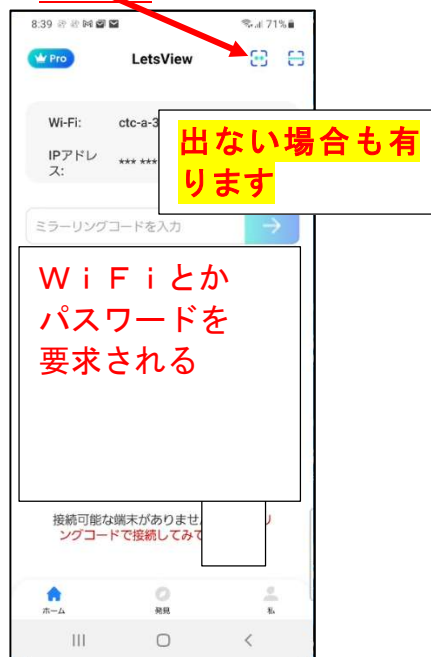 8:39 71%
Pro LetsView
Wi-Fi: ctc-a-3
IPアドレス: *** ***
出ない場合も有
ります
ミラーリングコードを入力
WiFiとか
パスワードを
要求される
接続可能な端末がありませ
リ
ングコードで接続してみて
ホーム 発見 私